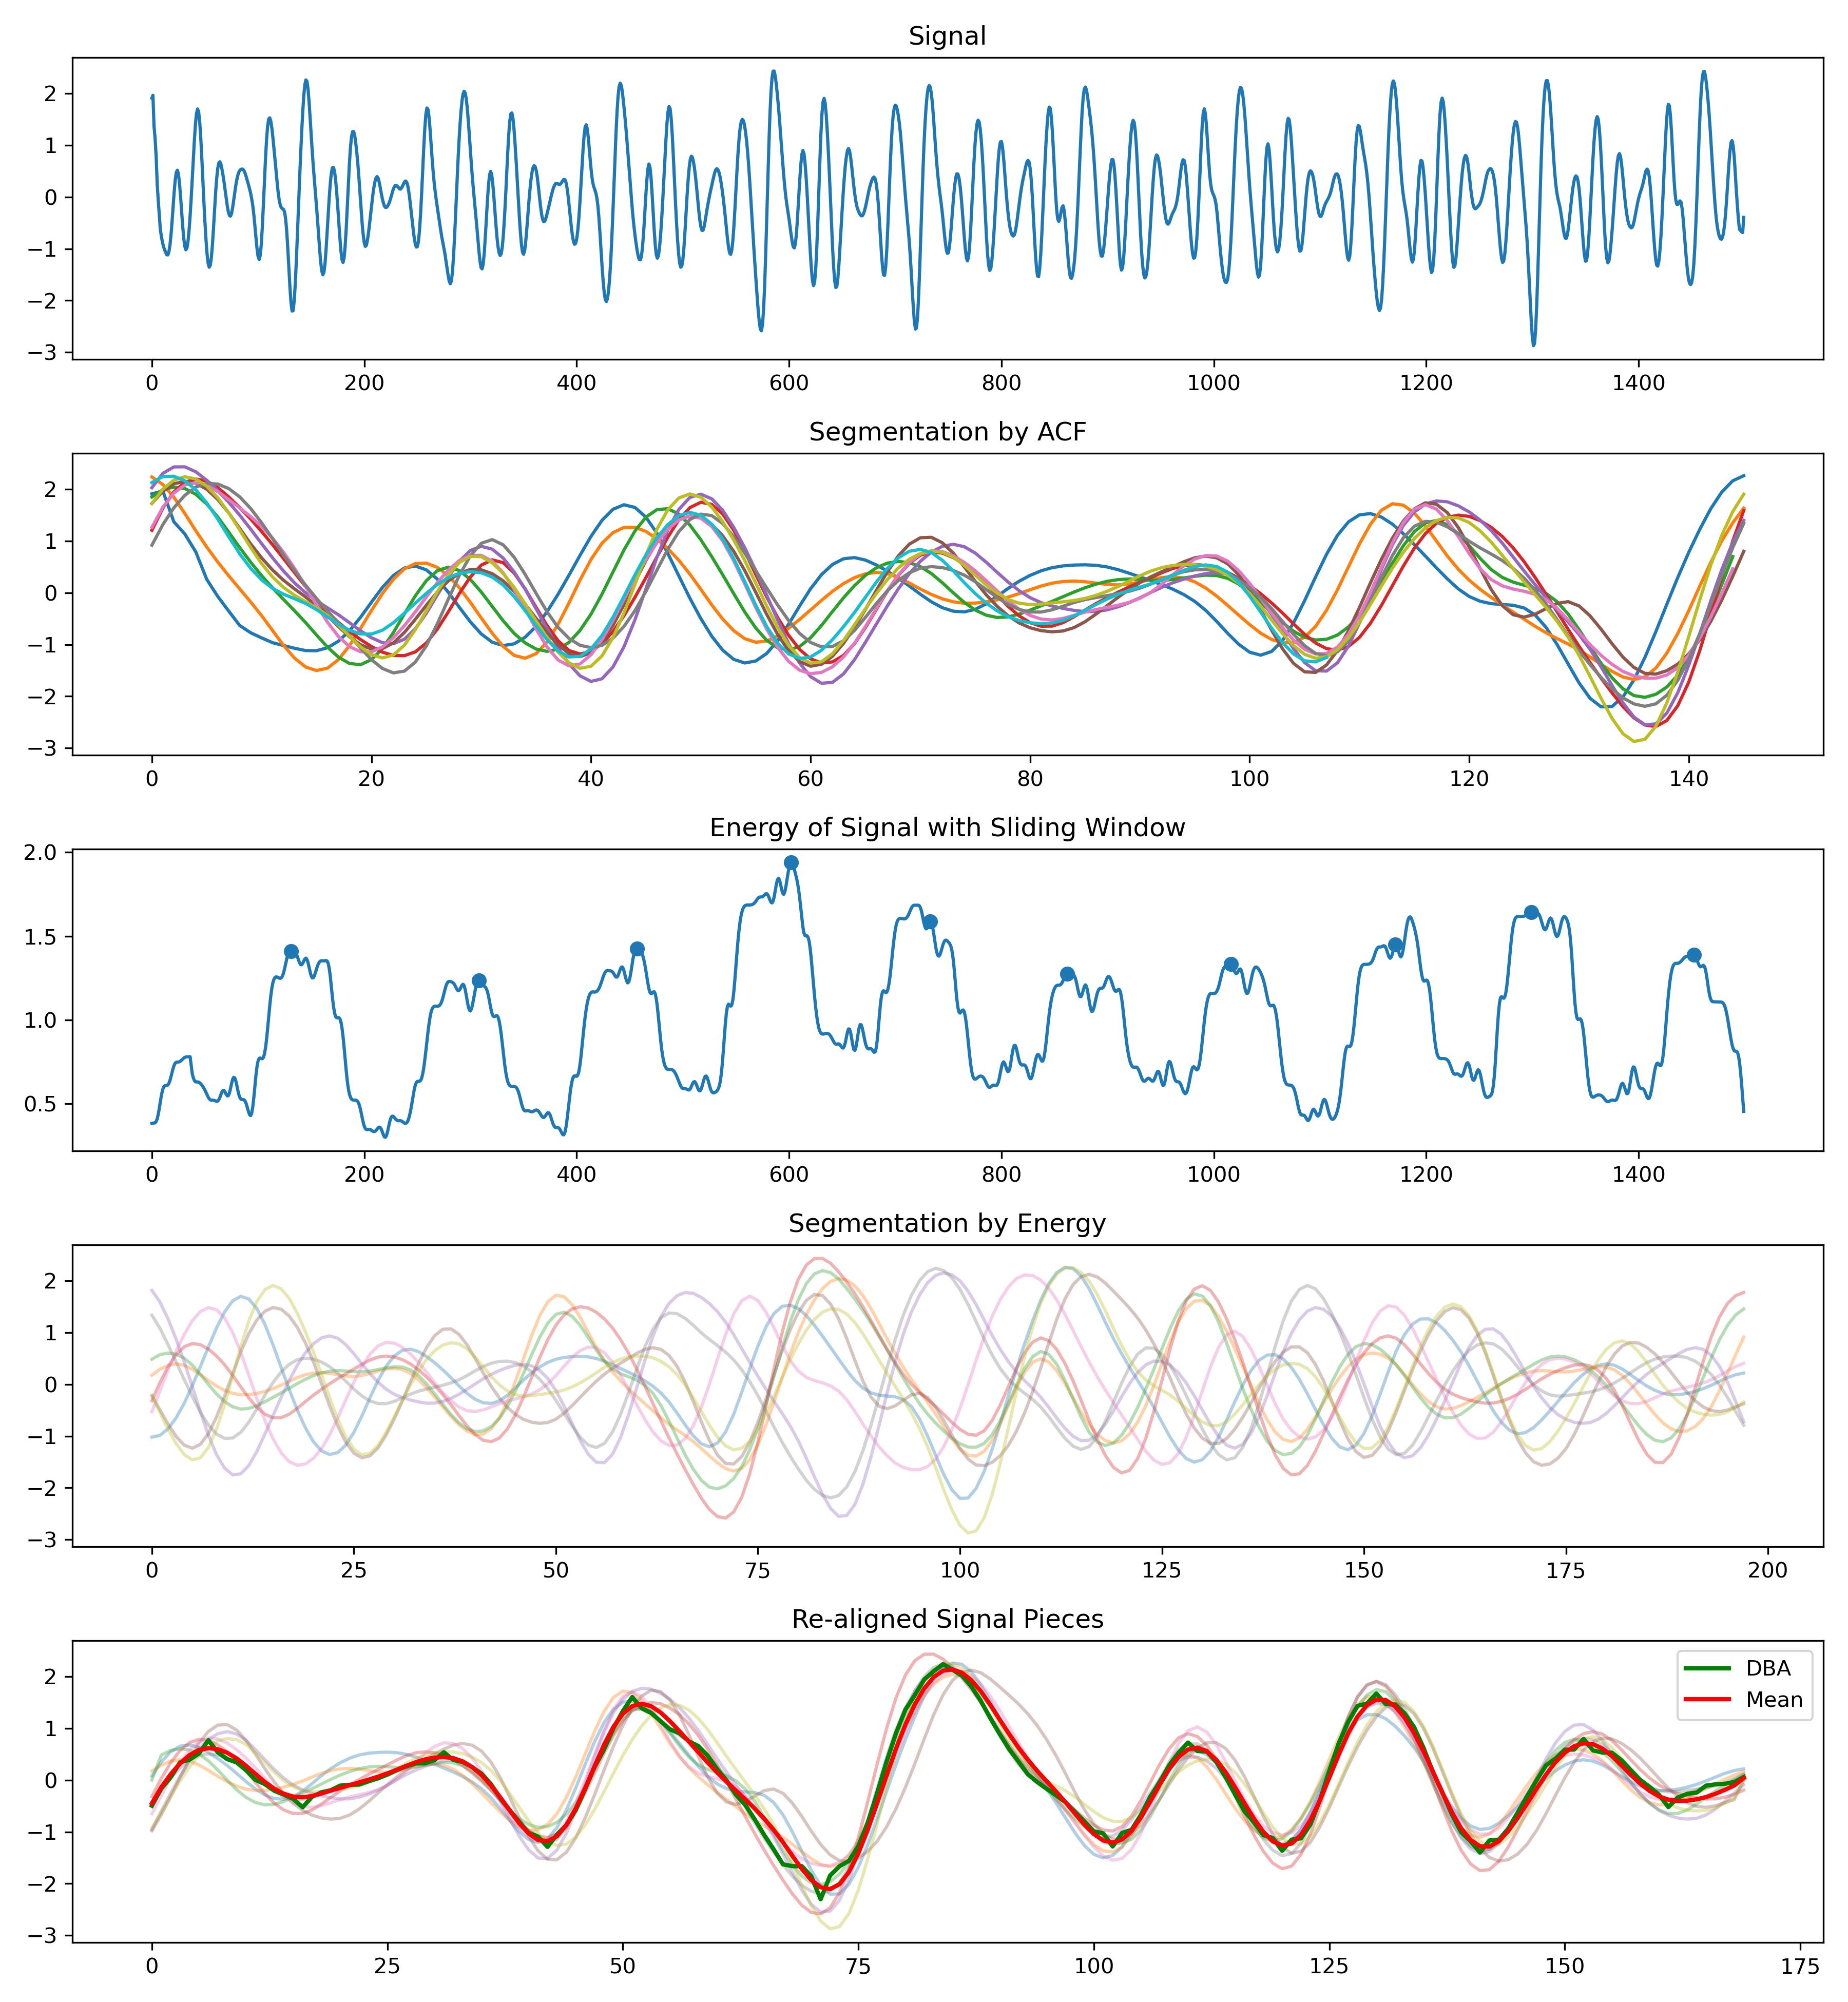 Signal
2
1
0
−1
−2
−3
0 200 400 600 800 1000 1200 1400
Segmentation by ACF
2
1
0
−1
−2
−3
0 20 40 60 80 100 120 140
Energy of Signal with Sliding Window
2.0
1.5
1.0
0.5
0 200 400 600 800 1000 1200 1400
Segmentation by Energy
2
1
0
−1
−2
−3
0 25 50 75 100 125 150 175 200
Re-aligned Signal Pieces
DBA
Mean
2
1
0
−1
−2
−3
0 25 50 75 100 125 150 175